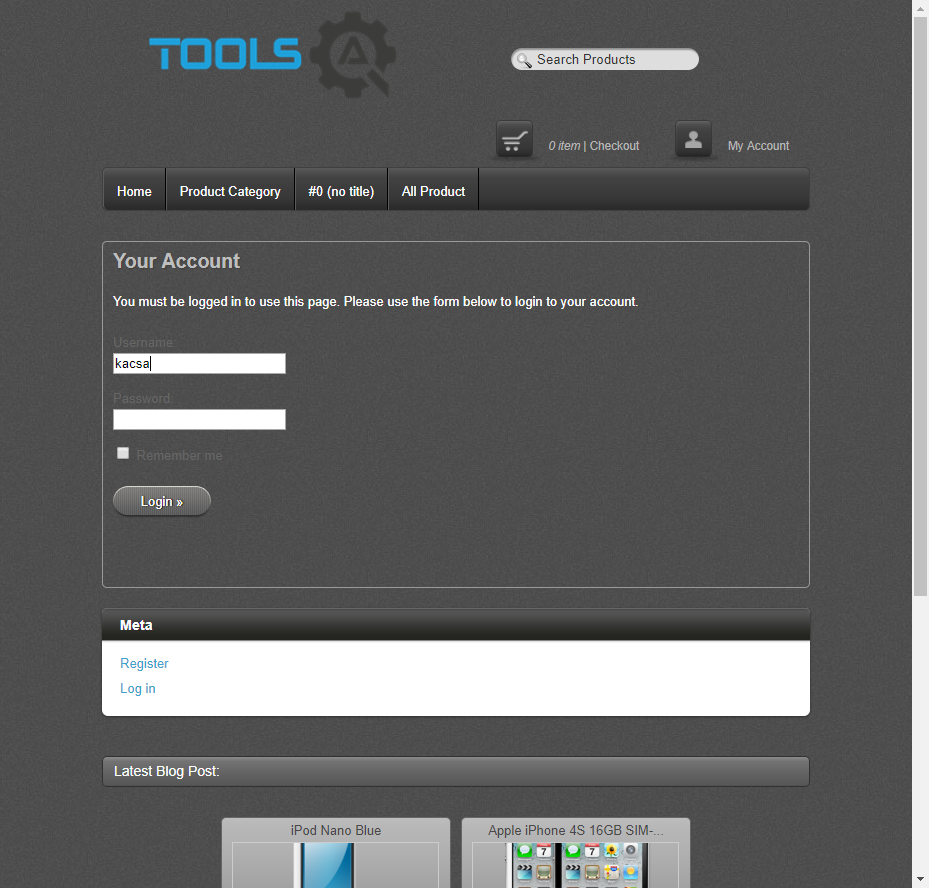 TOOLS
Search Products
0 item | Checkout
My Account
Home
Product Category
#0 (no title)
All Product
Your Account
You must be logged in to use this page. Please use the form below to login to your account.
Username:
kacsa
Password:
Remember me
Login »
Meta
Register
Log in
Latest Blog Post:
iPod Nano Blue
Apple iPhone 4S 16GB SIM-...
7
7